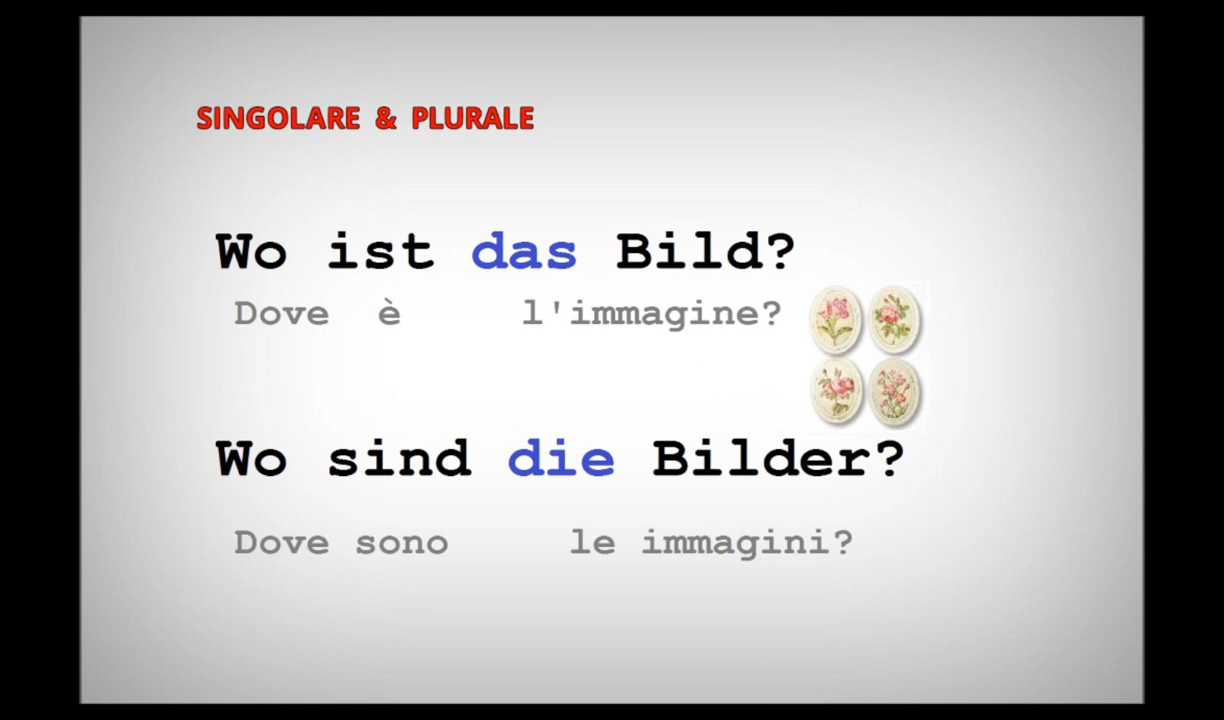 SINGOLARE & PLURALE
Wo ist das Bild?
Dove è l'immagine?
Wo sind die Bilder?
Dove sono le immagini?